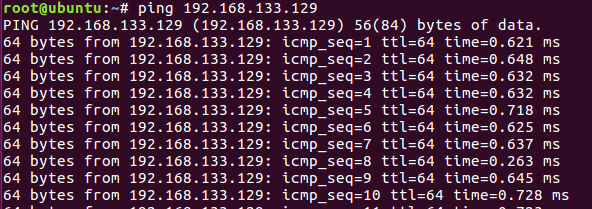 root@ubuntu:~# ping 192.168.133.129
PING 192.168.133.129 (192.168.133.129) 56(84) bytes of data.
64 bytes from 192.168.133.129: icmp_seq=1 ttl=64 time=0.621 ms
64 bytes from 192.168.133.129: icmp_seq=2 ttl=64 time=0.648 ms
64 bytes from 192.168.133.129: icmp_seq=3 ttl=64 time=0.632 ms
64 bytes from 192.168.133.129: icmp_seq=4 ttl=64 time=0.632 ms
64 bytes from 192.168.133.129: icmp_seq=5 ttl=64 time=0.718 ms
64 bytes from 192.168.133.129: icmp_seq=6 ttl=64 time=0.625 ms
64 bytes from 192.168.133.129: icmp_seq=7 ttl=64 time=0.637 ms
64 bytes from 192.168.133.129: icmp_seq=8 ttl=64 time=0.263 ms
64 bytes from 192.168.133.129: icmp_seq=9 ttl=64 time=0.645 ms
64 bytes from 192.168.133.129: icmp_seq=10 ttl=64 time=0.728 ms